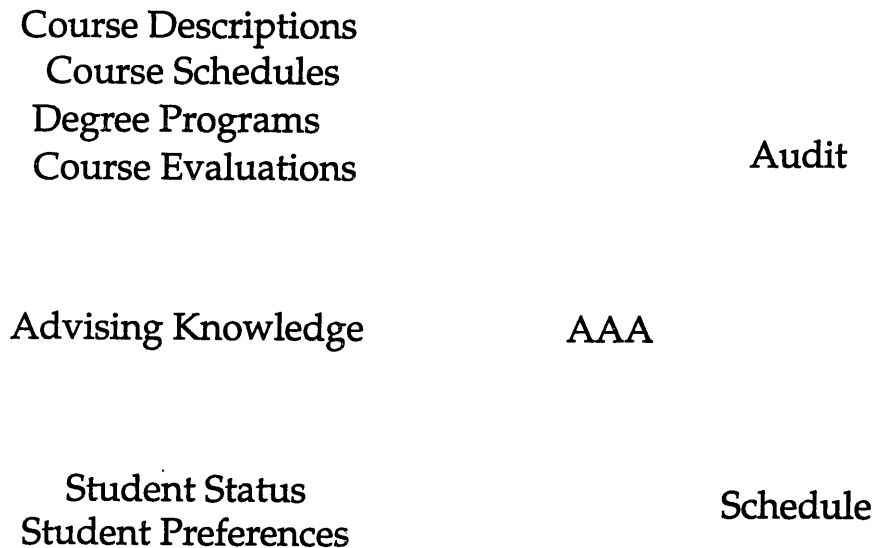 Course Descriptions
Course Schedules
Degree Programs
Course Evaluations
Audit
Advising Knowledge
AAA
Student Status
Student Preferences
Schedule